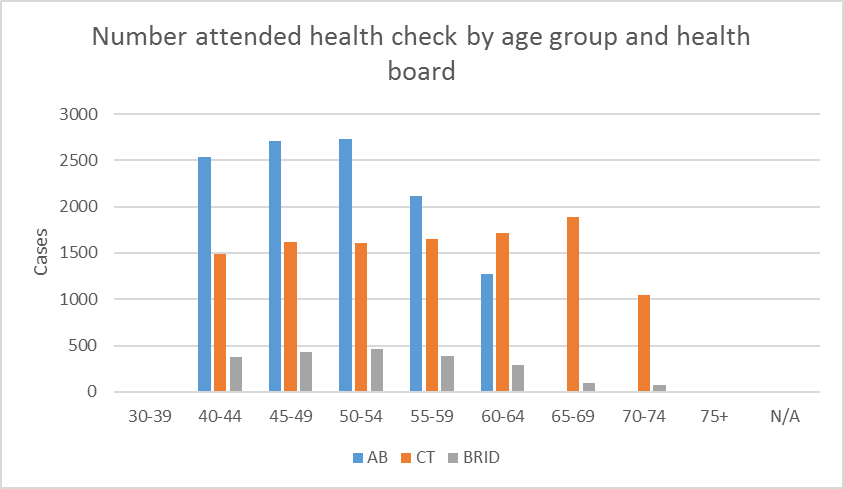 Number attended health check by age group and health
board
Cases
3000
2500
2000
1500
1000
500
0
30-39 40-44 45-49 50-54 55-59 60-64 65-69 70-74 75+ N/A
AB CT BRID